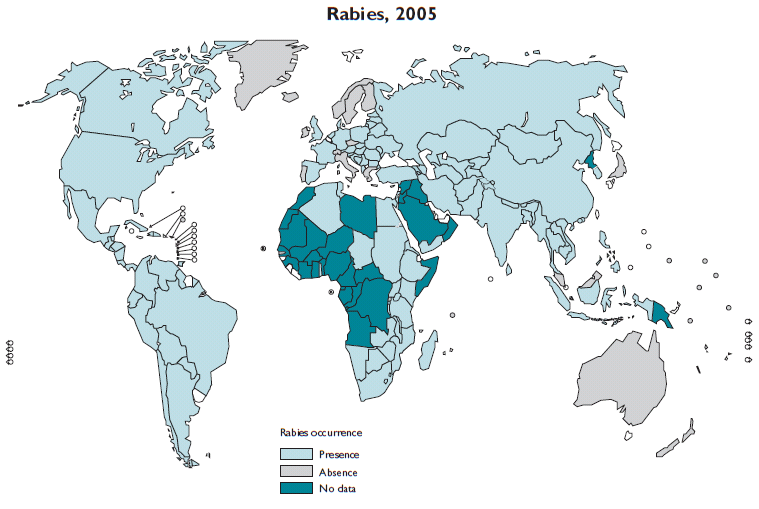 Rabies, 2005
Rabies occurrence
Presence
Absence
No data